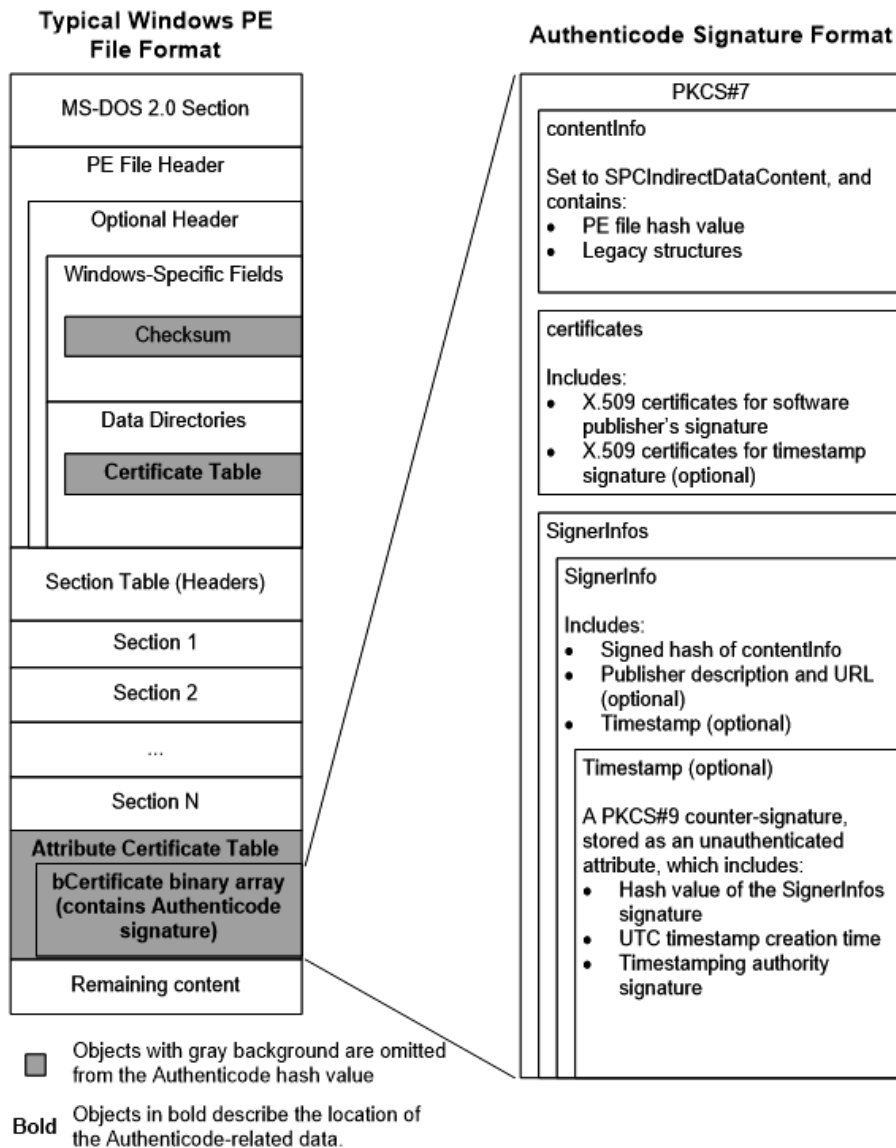 Typical Windows PE
File Format
MS-DOS 2.0 Section
PE File Header
Optional Header
Windows-Specific Fields
Checksum
Data Directories
Certificate Table
Section Table (Headers)
Section 1
Section 2
...
Section N
Attribute Certificate Table
bCertificate binary array
(contains Authenticode
signature)
Remaining content
Objects with gray background are omitted
from the Authenticode hash value
Bold Objects in bold describe the location of
the Authenticode-related data.
Authenticode Signature Format
PKCS#7
contentInfo
Set to SPCIndirectDataContent, and
contains:
• PE file hash value
• Legacy structures
certificates
Includes:
• X.509 certificates for software
publisher's signature
• X.509 certificates for timestamp
signature (optional)
SignerInfos
SignerInfo
Includes:
• Signed hash of contentInfo
• Publisher description and URL
(optional)
• Timestamp (optional)
Timestamp (optional)
A PKCS#9 counter-signature,
stored as an unauthenticated
attribute, which includes:
• Hash value of the SignerInfos
signature
• UTC timestamp creation time
• Timestamping authority
signature